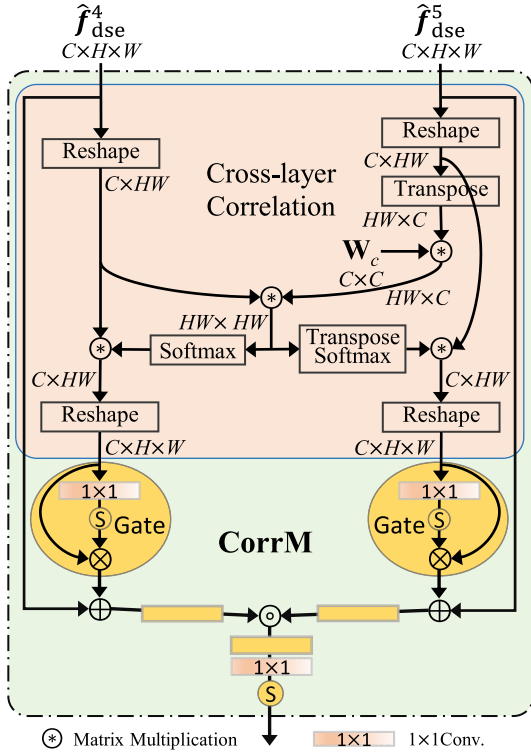 f̂⁴dse f̂⁵dse
C×H×W C×H×W
Reshape
Reshape
C×HW
C×HW
Transpose
Cross-layer
Correlation
HW×C
W_c
C×C
HW×C
HW× HW
Softmax
Transpose
Softmax
C×HW C×HW
Reshape Reshape
C×H×W C×H×W
1×1 1×1
S Gate Gate S
CorrM
1×1
S
Matrix Multiplication 1×1 1×1Conv.